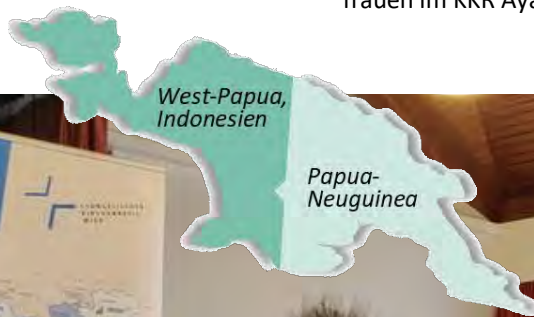 Frauen im KKR Aya
West-Papua,
Indonesien
Papua-
Neuguinea